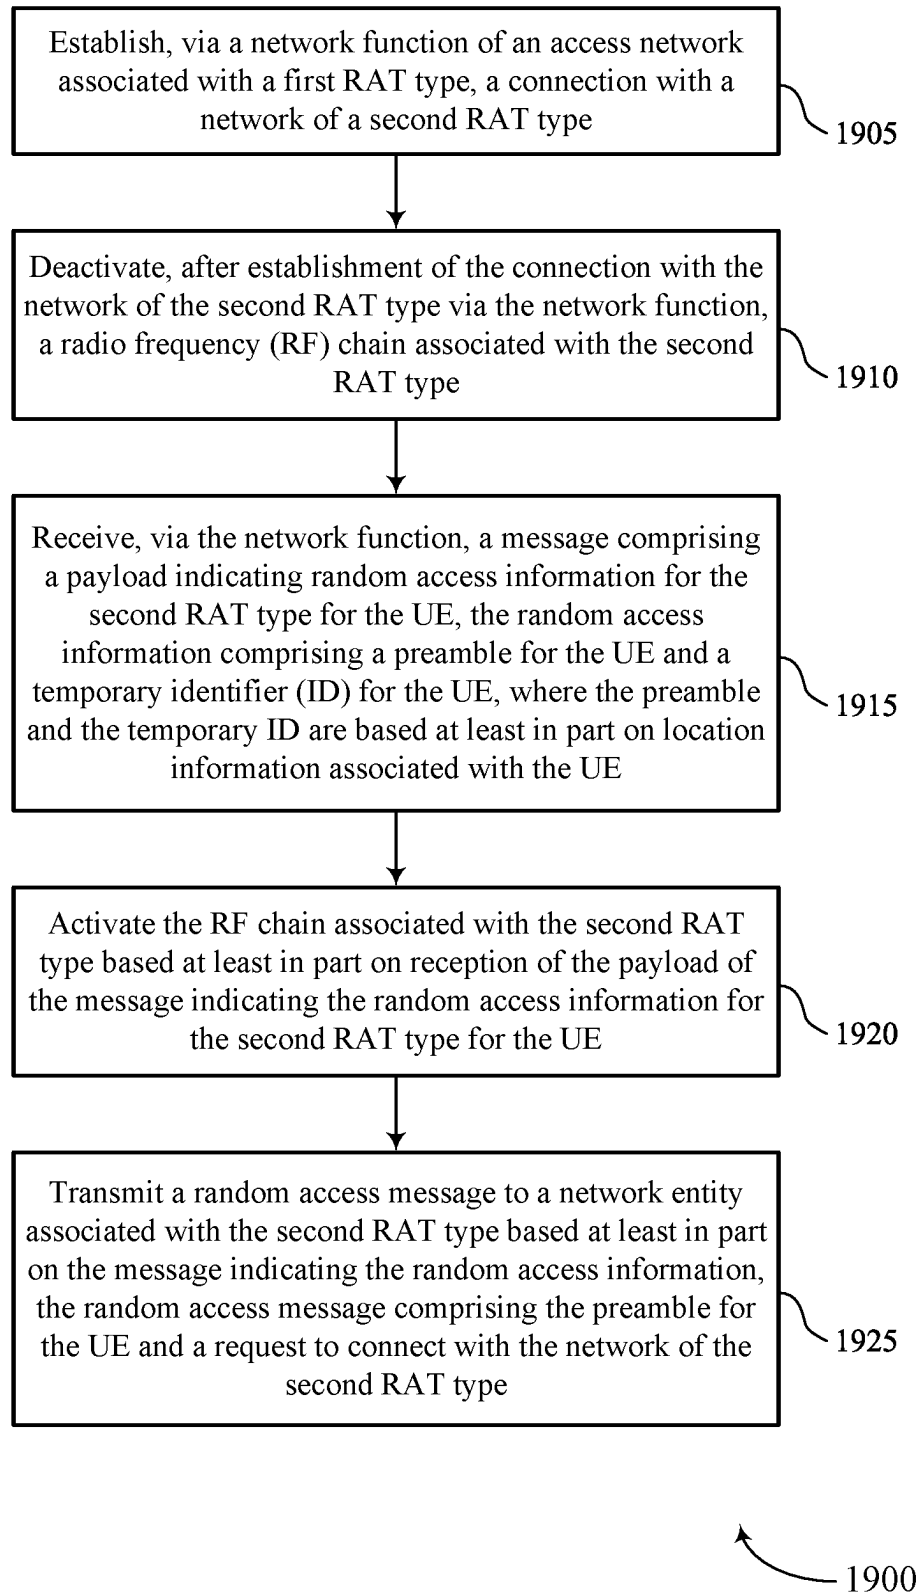 Establish, via a network function of an access network
associated with a first RAT type, a connection with a
network of a second RAT type
1905
Deactivate, after establishment of the connection with the
network of the second RAT type via the network function,
a radio frequency (RF) chain associated with the second
RAT type
1910
Receive, via the network function, a message comprising
a payload indicating random access information for the
second RAT type for the UE, the random access
information comprising a preamble for the UE and a
temporary identifier (ID) for the UE, where the preamble
and the temporary ID are based at least in part on location
information associated with the UE
1915
Activate the RF chain associated with the second RAT
type based at least in part on reception of the payload of
the message indicating the random access information for
the second RAT type for the UE
1920
Transmit a random access message to a network entity
associated with the second RAT type based at least in part
on the message indicating the random access information,
the random access message comprising the preamble for
the UE and a request to connect with the network of the
second RAT type
1925
1900